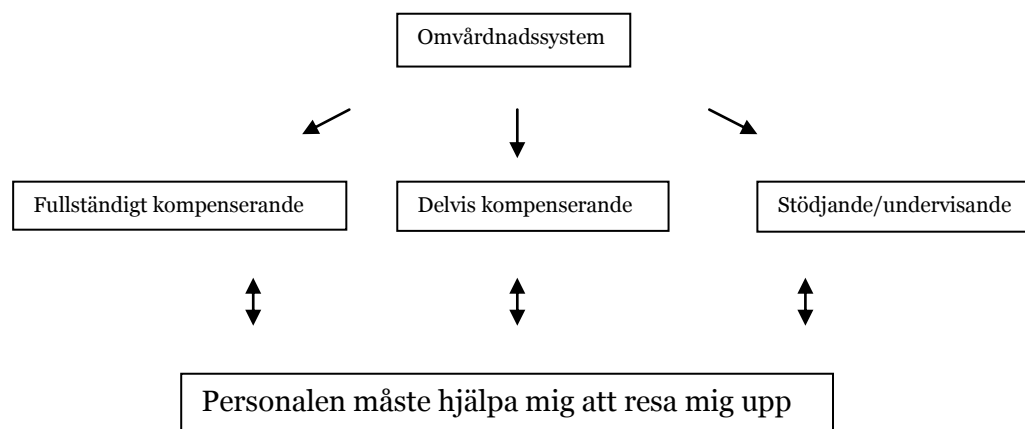 Omvårdnadssystem
Fullständigt kompenserande
Delvis kompenserande
Stödjande/undervisande
Personalen måste hjälpa mig att resa mig upp